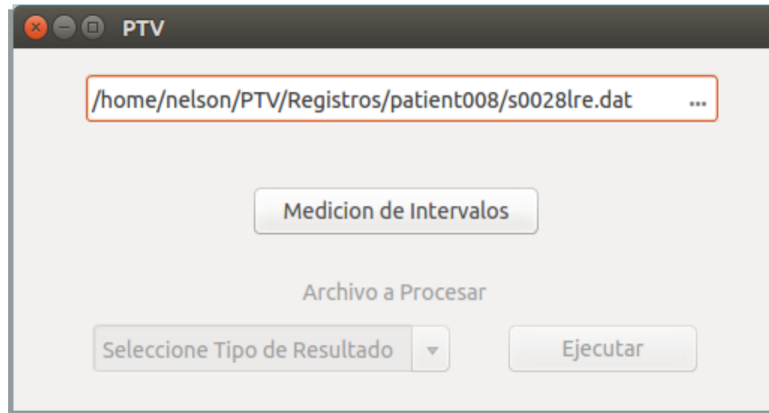 PTV
/home/nelson/PTV/Registros/patient008/s0028lre.dat ...
Medicion de Intervalos
Archivo a Procesar
Seleccione Tipo de Resultado
Ejecutar